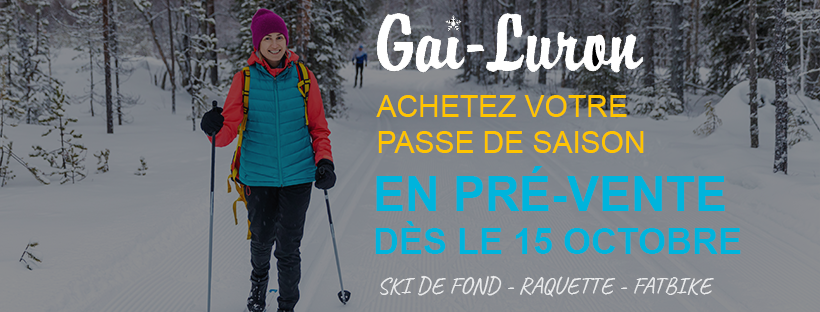 Gai-Luron
ACHETEZ VOTRE
PASSE DE SAISON
EN PRÉ-VENTE
DÈS LE 15 OCTOBRE
SKI DE FOND - RAQUETTE - FATBIKE